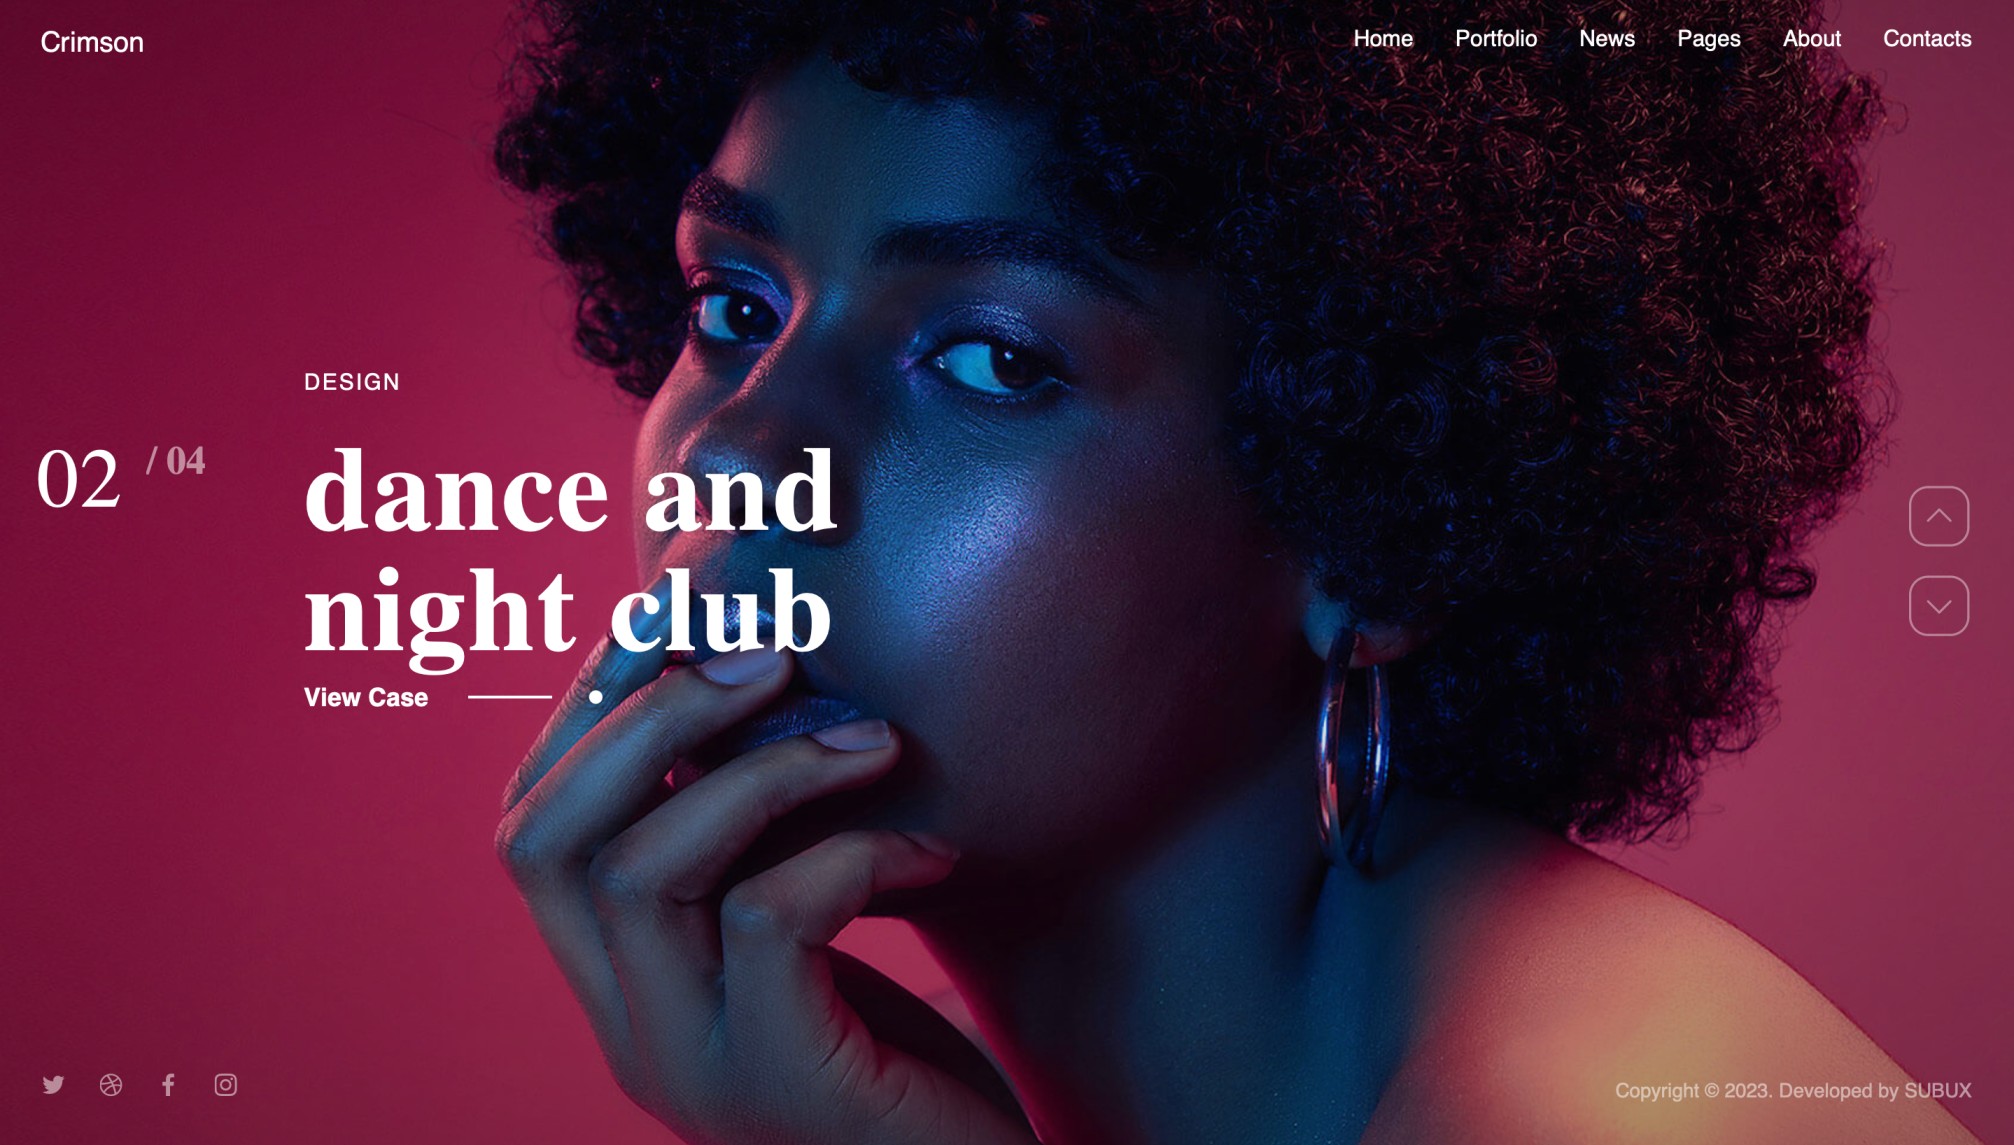 Crimson
Home Portfolio News Pages About Contacts
DESIGN
02 / 04
dance and
night club
View Case
Copyright © 2023. Developed by SUBUX